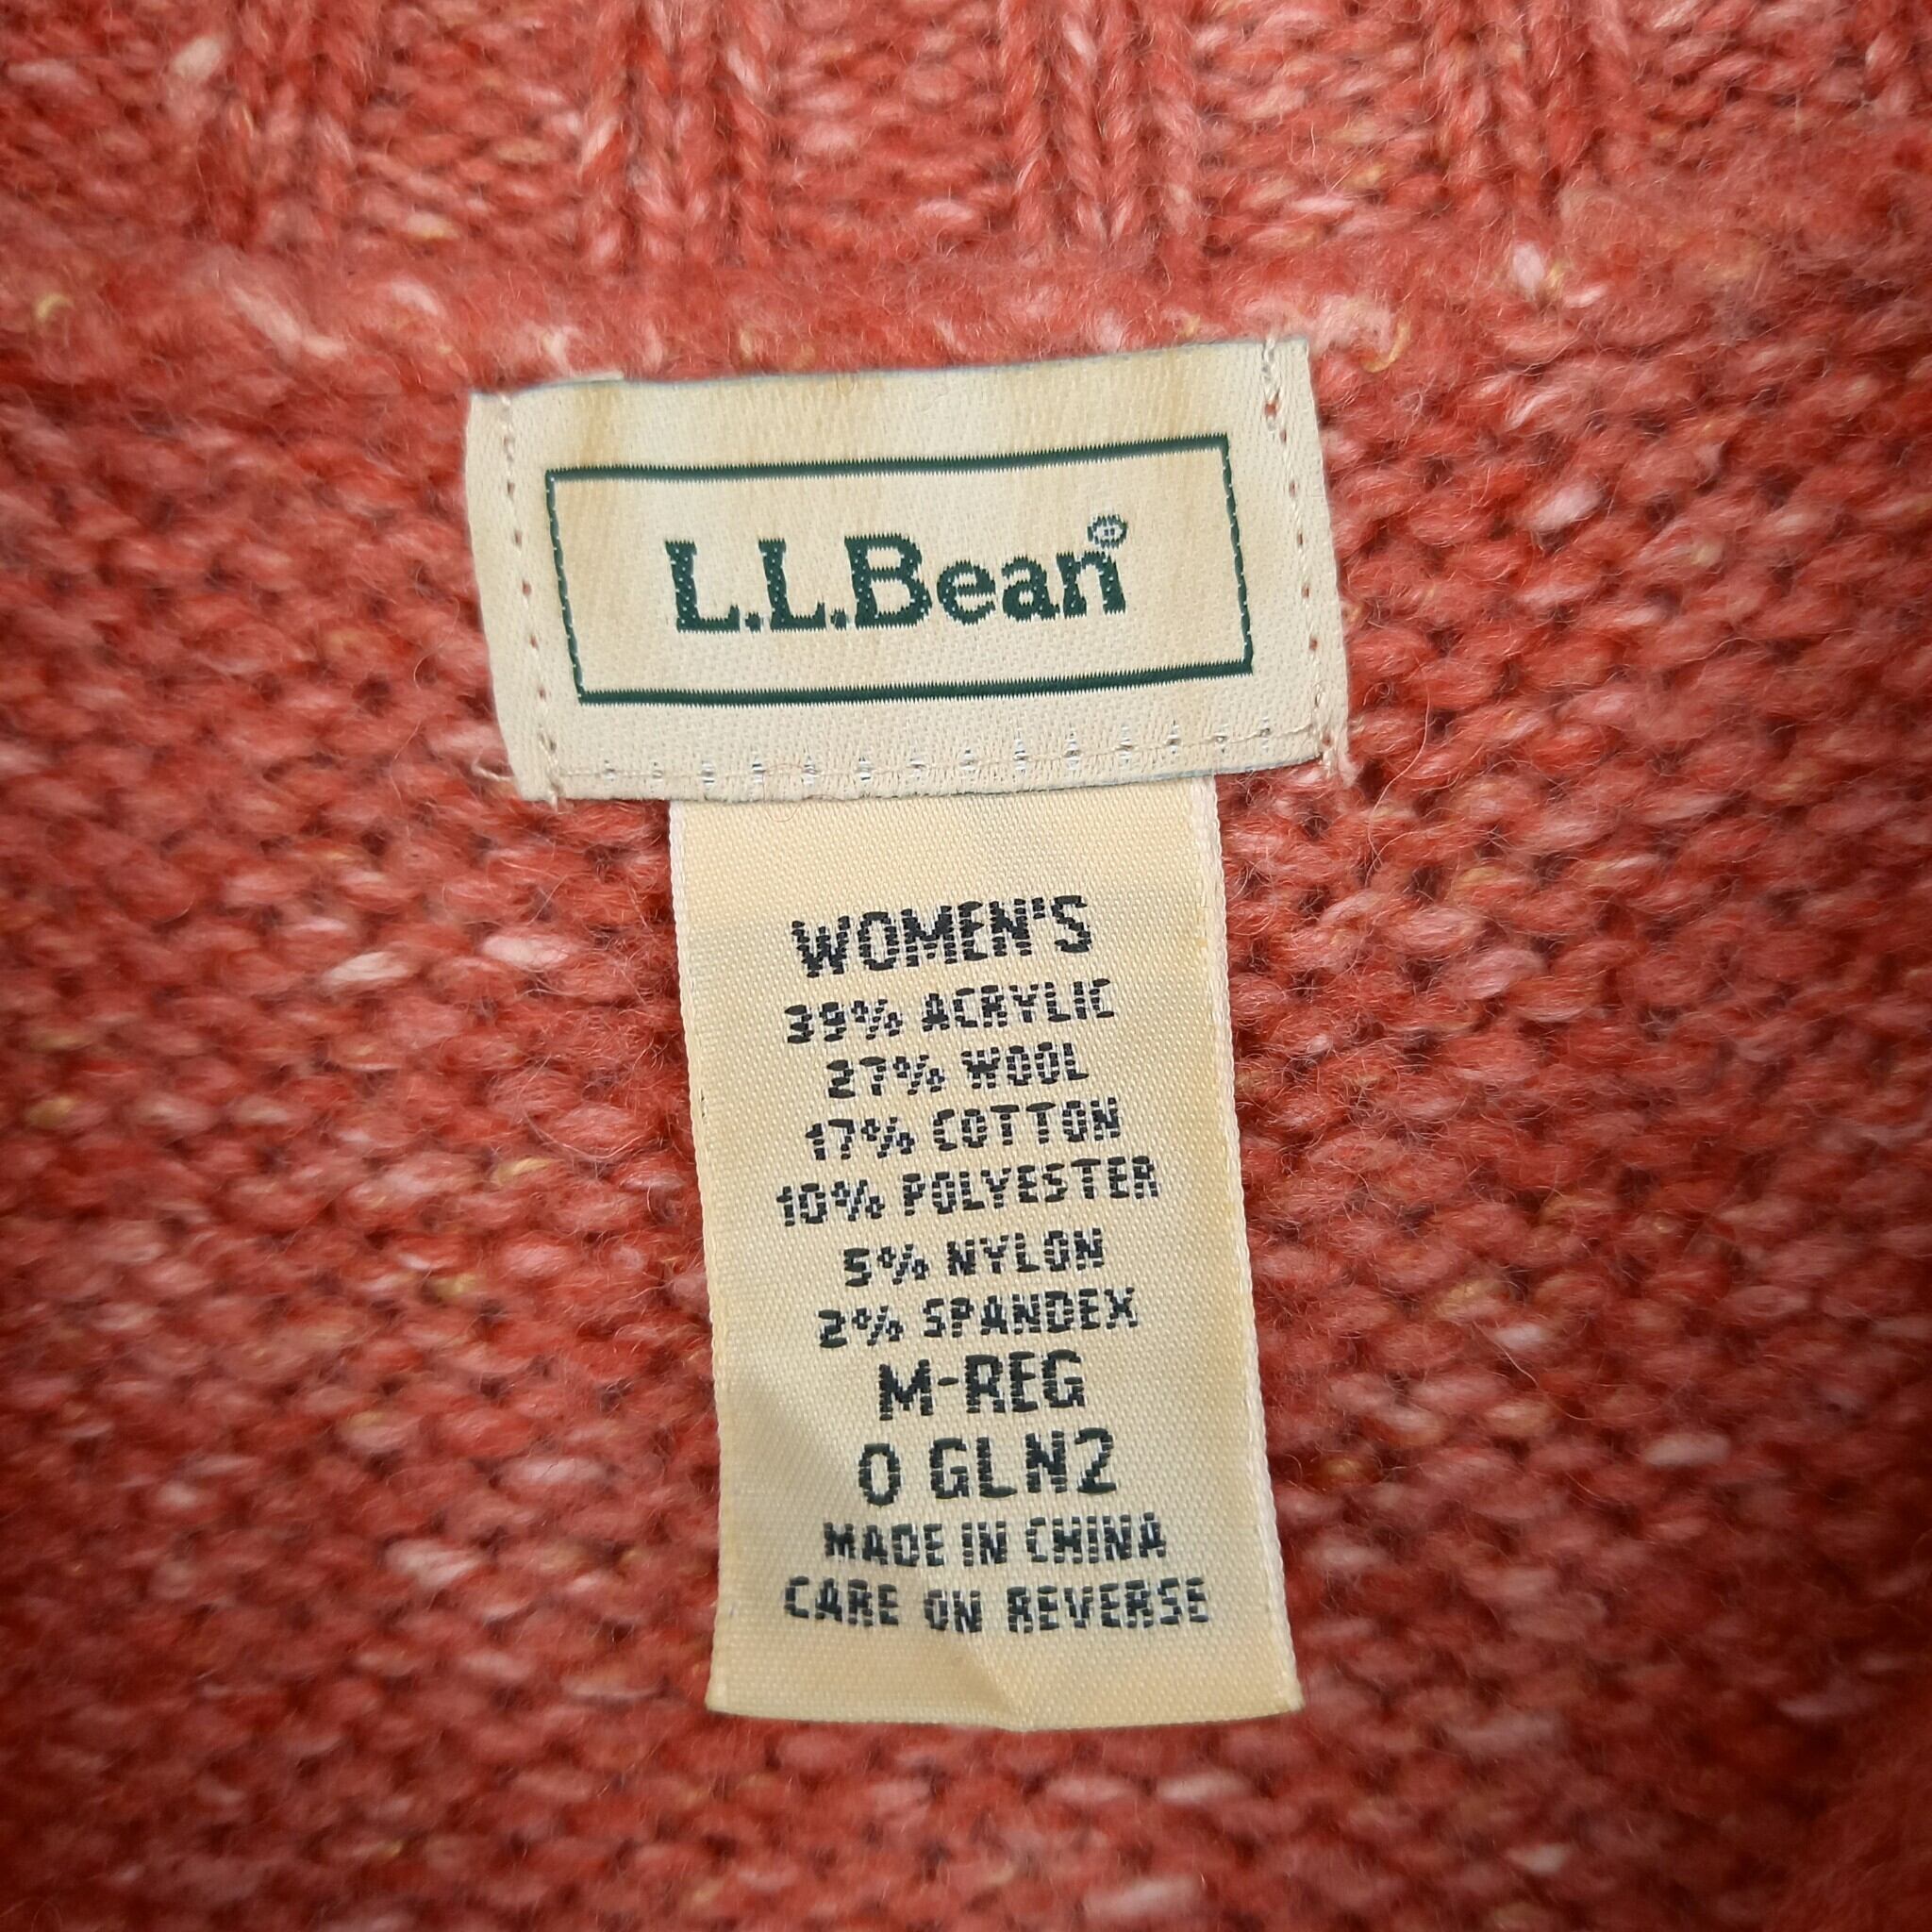 L.L.Bean®
WOMEN'S
39% ACRYLIC
27% WOOL
17% COTTON
10% POLYESTER
5% NYLON
2% SPANDEX
M-REG
0 GLN2
MADE IN CHINA
CARE ON REVERSE